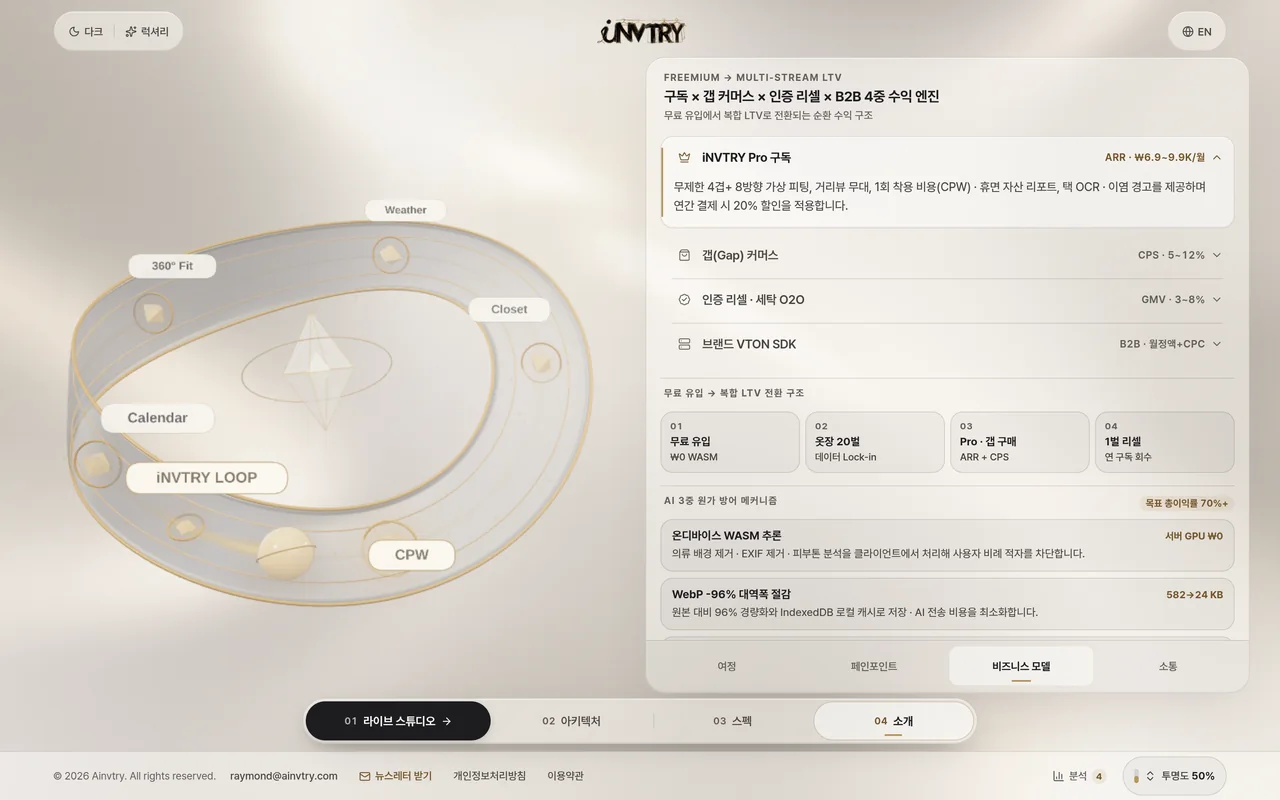 다크
럭셔리
iNVTRY
EN
FREEMIUM → MULTI-STREAM LTV
구독 × 갭 커머스 × 인증 리셀 × B2B 4중 수익 엔진
무료 유입에서 복합 LTV로 전환되는 순환 수익 구조
iNVTRY Pro 구독
ARR · ₩6.9~9.9K/월
무제한 4겹+ 8방향 가상 피팅, 거리뷰 무대, 1회 착용 비용(CPW) · 휴면 자산 리포트, 택 OCR · 이염 경고를 제공하며
연간 결제 시 20% 할인을 적용합니다.
갭(Gap) 커머스
CPS · 5~12%
인증 리셀 · 세탁 O2O
GMV · 3~8%
브랜드 VTON SDK
B2B · 월정액+CPC
무료 유입 → 복합 LTV 전환 구조
01
무료 유입
₩0 WASM
02
옷장 20벌
데이터 Lock-in
03
Pro · 갭 구매
ARR + CPS
04
1벌 리셀
연 구독 회수
AI 3중 원가 방어 메커니즘
목표 총이익률 70%+
온디바이스 WASM 추론
서버 GPU ₩0
의류 배경 제거 · EXIF 제거 · 피부톤 분석을 클라이언트에서 처리해 사용자 비례 적자를 차단합니다.
WebP -96% 대역폭 절감
582→24 KB
원본 대비 96% 경량화와 IndexedDB 로컬 캐시로 저장 · AI 전송 비용을 최소화합니다.
여정
페인포인트
비즈니스 모델
소통
Weather
360° Fit
Closet
Calendar
iNVTRY LOOP
CPW
01 라이브 스튜디오 →
02 아키텍처
03 스펙
04 소개
© 2026 Ainvtry. All rights reserved.
raymond@ainvtry.com
뉴스레터 받기
개인정보처리방침
이용약관
분석 4
투명도 50%